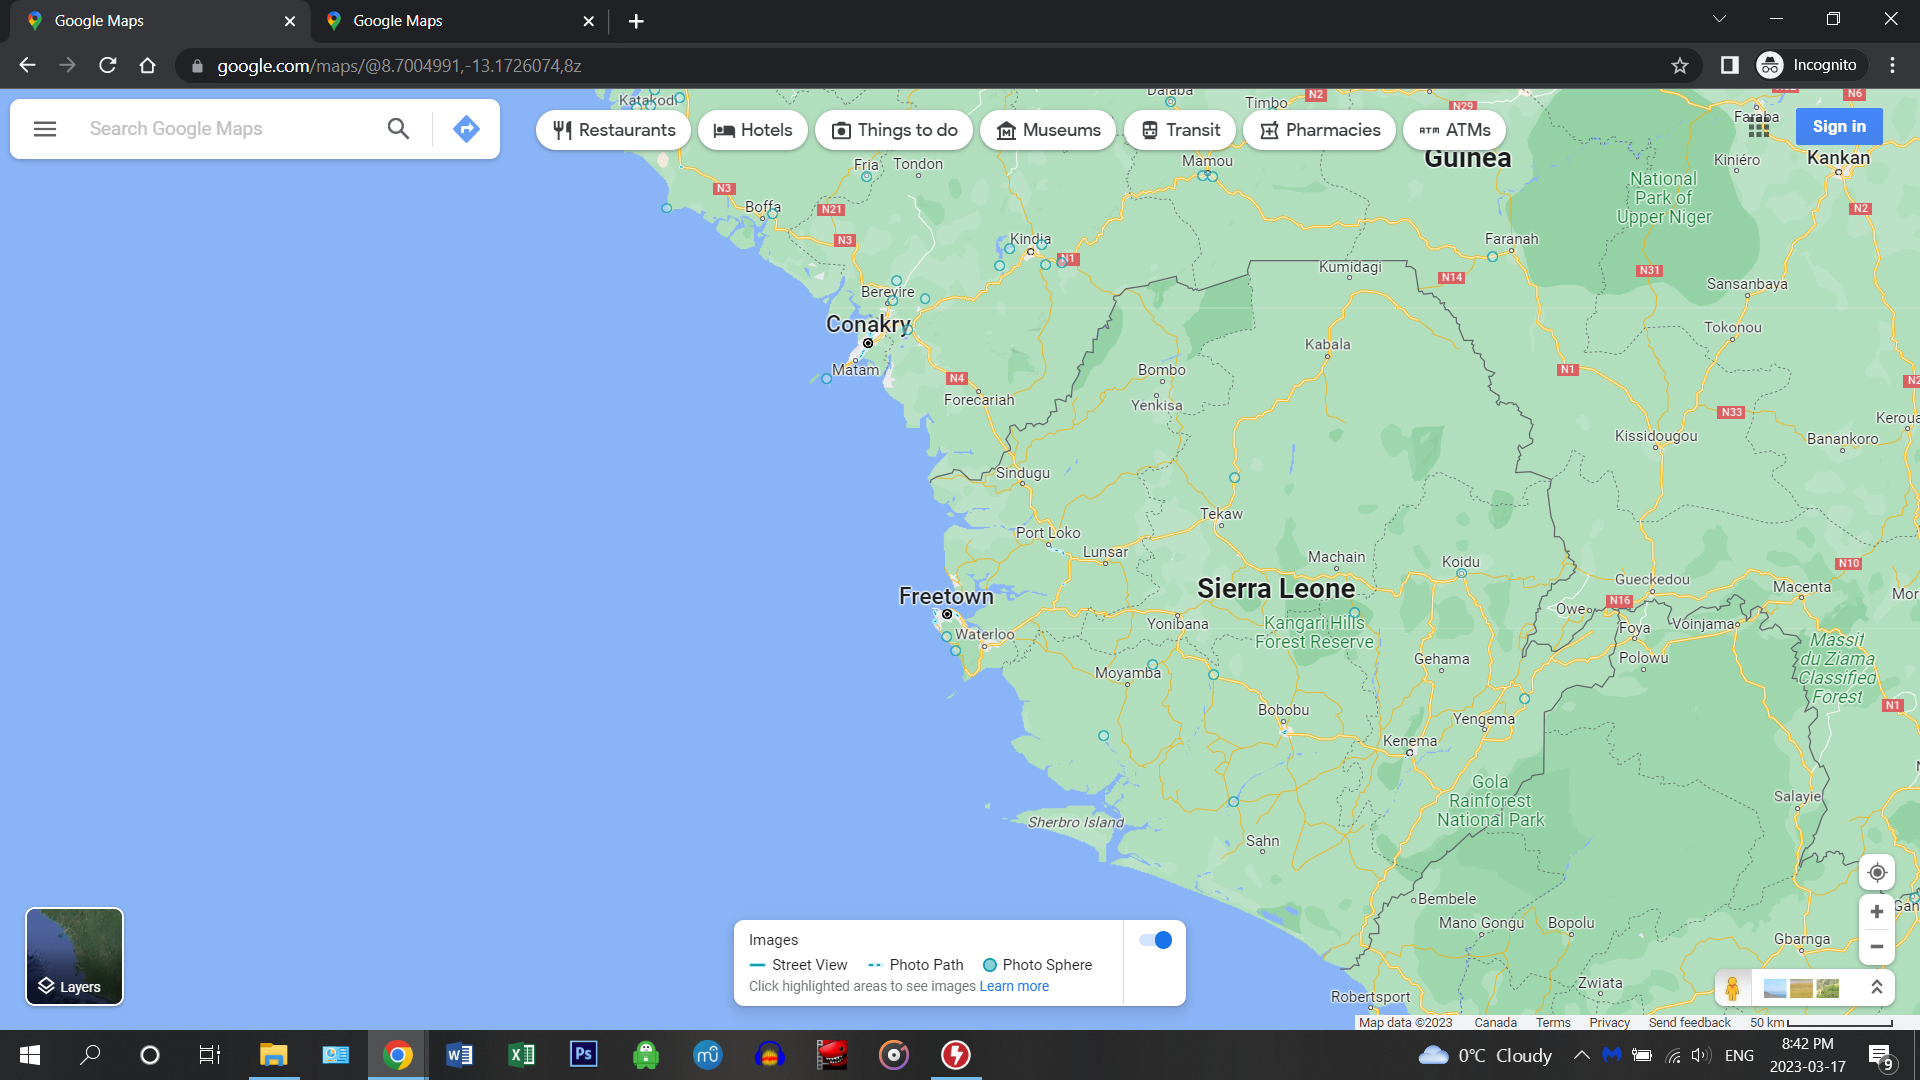 Google Maps
Google Maps
google.com/maps/@8.7004991,-13.1726074,8z
Incognito
Search Google Maps
Restaurants
Hotels
Things to do
Museums
Transit
Pharmacies
ATM ATMs
Sign in
Katakodi
Dalaba
Timbo
N2
N29
N6
Faraba
Guinea
Kiniéro
Kankan
Fria
Tondon
Mamou
National
Park of
Upper Niger
N3
Boffa
N21
N2
N3
Kindia
N1
Faranah
Kumidagi
N14
N31
Sansanbaya
Bereyire
Conakry
Tokonou
Kabala
Matam
N4
Bombo
N1
N2
Forecariah
Yenkisa
N33
Keroua
Kissidougou
Banankoro
Sindugu
Tekaw
Port Loko
Lunsar
Machain
Koidu
N10
Freetown
Sierra Leone
Gueckedou
Macenta
Mor
N16
Owe
Waterloo
Yonibana
Kangari Hills
Forest Reserve
Foya
Voinjama
Massif
du Ziama
Classified
Forest
Gehama
Polowu
Moyamba
N1
Bobobu
Yengema
Kenema
Gola
Rainforest
National Park
Salayie
Sherbro Island
Sahn
Bembele
Mano Gongu
Bopolu
Gan
Gbarnga
Zwiata
Robertsport
Layers
Images
Street View
Photo Path
Photo Sphere
Click highlighted areas to see images Learn more
Map data ©2023
Canada
Terms
Privacy
Send feedback
50 km
W
X
Ps
mu
0°C Cloudy
ENG
8:42 PM
2023-03-17
9